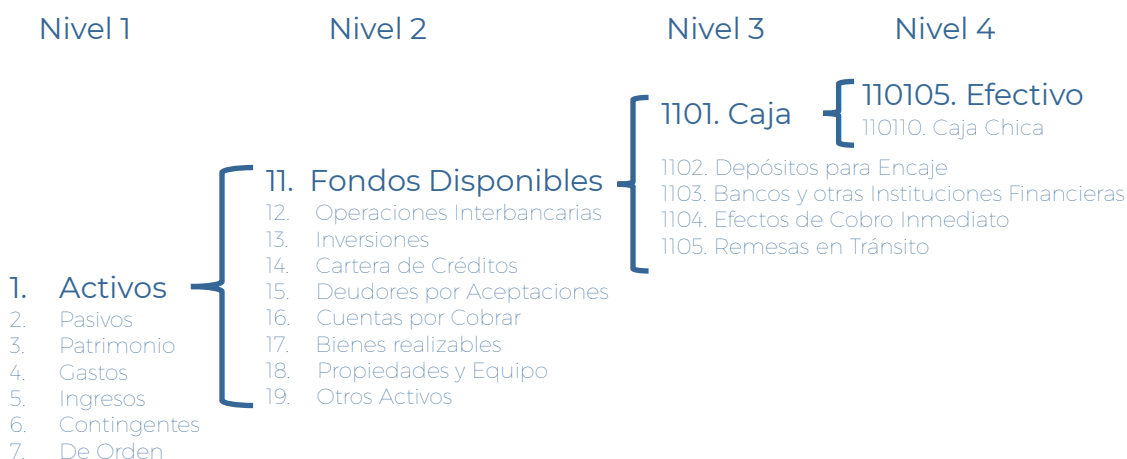 Nivel 1
Nivel 2
Nivel 3
Nivel 4
1. Activos
2. Pasivos
3. Patrimonio
4. Gastos
5. Ingresos
6. Contingentes
7. De Orden
11. Fondos Disponibles
12. Operaciones Interbancarias
13. Inversiones
14. Cartera de Créditos
15. Deudores por Aceptaciones
16. Cuentas por Cobrar
17. Bienes realizables
18. Propiedades y Equipo
19. Otros Activos
1101. Caja
1102. Depósitos para Encaje
1103. Bancos y otras Instituciones Financieras
1104. Efectos de Cobro Inmediato
1105. Remesas en Tránsito
110105. Efectivo
110110. Caja Chica